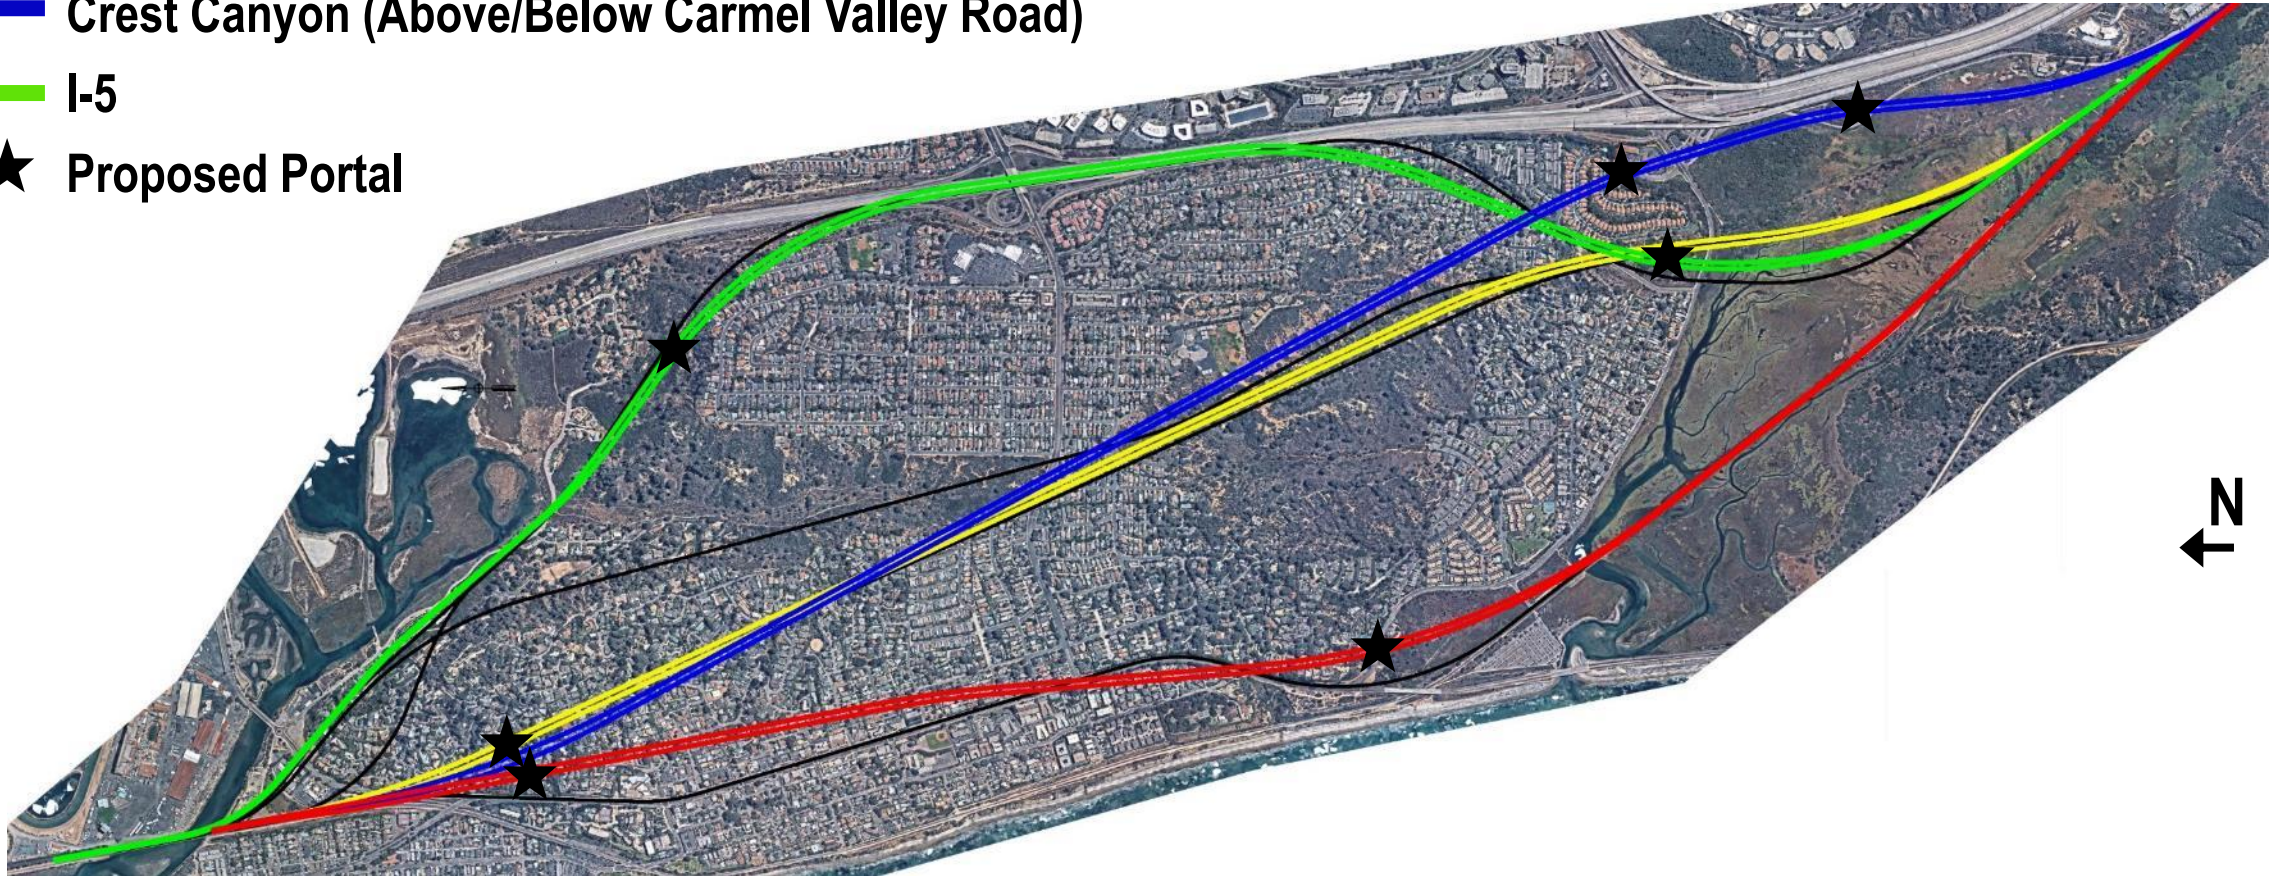 Crest Canyon (Above/Below Carmel Valley Road)
I-5
Proposed Portal
N